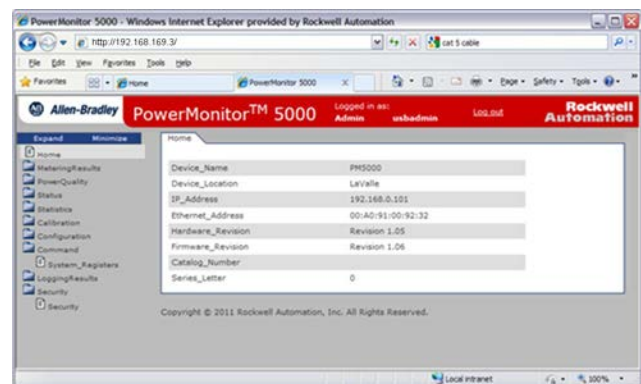 PowerMonitor 5000 - Windows Internet Explorer provided by Rockwell Automation
http://192.168.169.3/
cat 5 cable
File Edit View Favorites Tools Help
Favorites Home PowerMonitor 5000 Page Safety Tools
Allen-Bradley PowerMonitor™ 5000 Logged in as: Admin usbadmin Log out Rockwell Automation
Expand Minimize
Home
MeteringResults
PowerQuality
Status
Statistics
Calibration
Configuration
Command
System_Registers
LoggingResults
Security
Security
Home
Device_Name PM5000
Device_Location LaValle
IP_Address 192.168.0.101
Ethernet_Address 00:A0:91:00:92:32
Hardware_Revision Revision 1.05
Firmware_Revision Revision 1.06
Catalog_Number
Series_Letter 0
Copyright © 2011 Rockwell Automation, Inc. All Rights Reserved.
Local intranet 100%